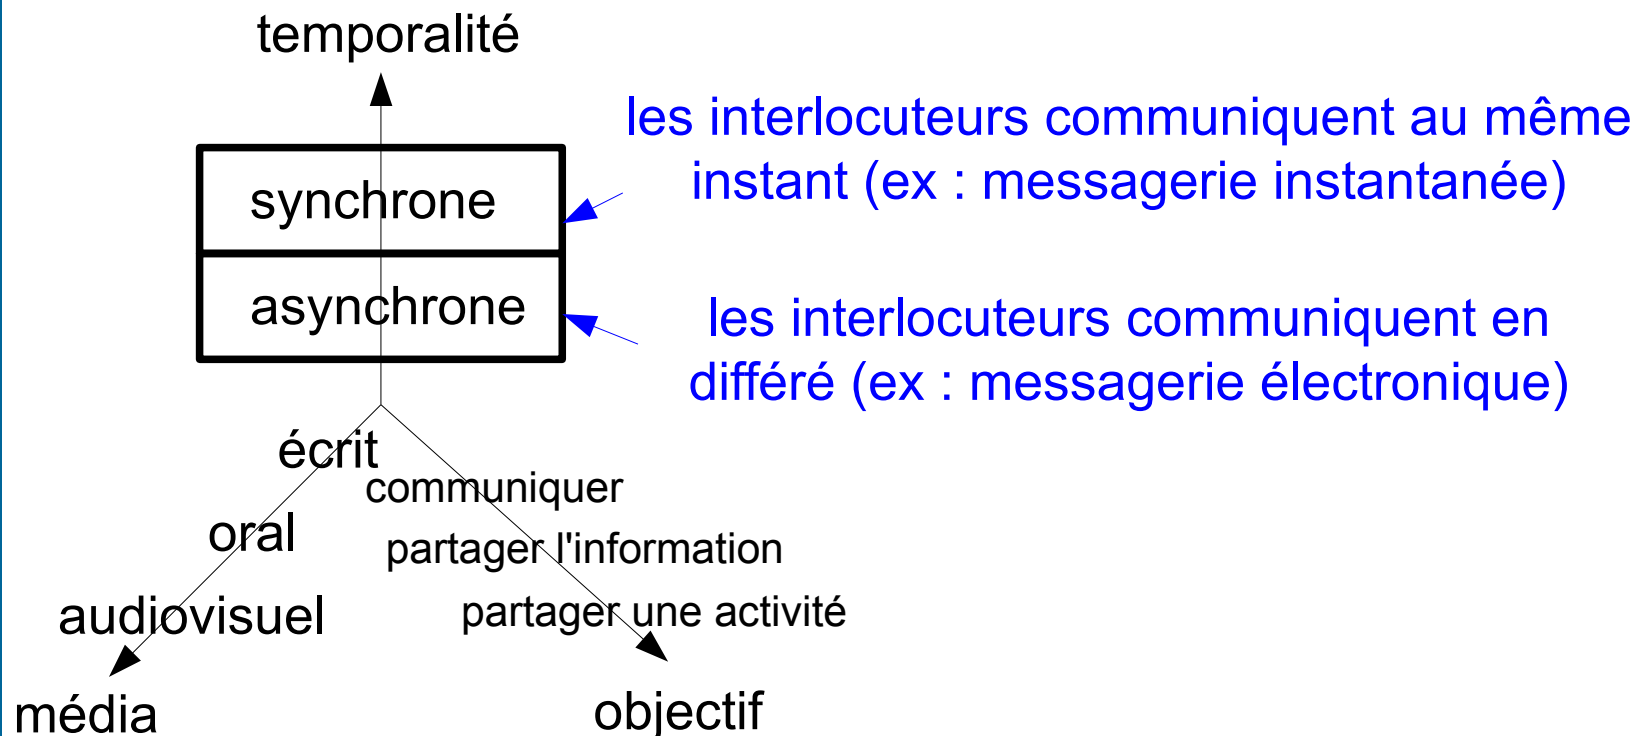 temporalité
les interlocuteurs communiquent au même
instant (ex : messagerie instantanée)
synchrone
asynchrone
les interlocuteurs communiquent en
différé (ex : messagerie électronique)
écrit
communiquer
oral
partager l'information
audiovisuel
partager une activité
média
objectif